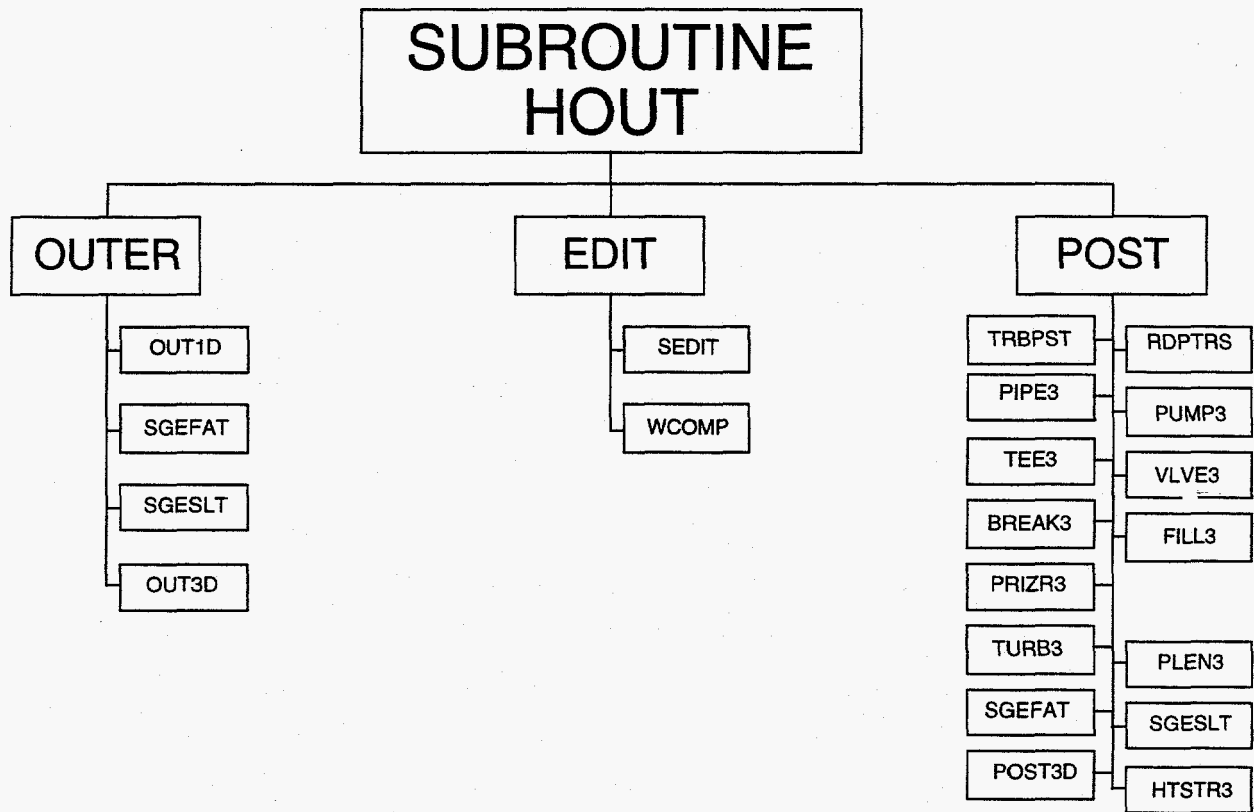 SUBROUTINE
HOUT
OUTER
EDIT
POST
OUT1D
SGEFAT
SGESLT
OUT3D
SEDIT
WCOMP
TRBPST
RDPTRS
PIPE3
PUMP3
TEE3
VLVE3
BREAK3
FILL3
PRIZR3
TURB3
PLEN3
SGEFAT
SGESLT
POST3D
HTSTR3